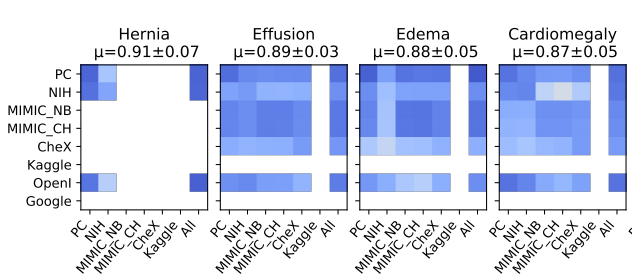 Hernia
μ=0.91±0.07
Effusion
μ=0.89±0.03
Edema
μ=0.88±0.05
Cardiomegaly
μ=0.87±0.05
PC
NIH
MIMIC_NB
MIMIC_CH
CheX
Kaggle
OpenI
Google
PC
NIH
MIMIC_NB
MIMIC_CH
CheX
Kaggle
All
PC
NIH
MIMIC_NB
MIMIC_CH
CheX
Kaggle
All
PC
NIH
MIMIC_NB
MIMIC_CH
CheX
Kaggle
All
PC
NIH
MIMIC_NB
MIMIC_CH
CheX
Kaggle
All